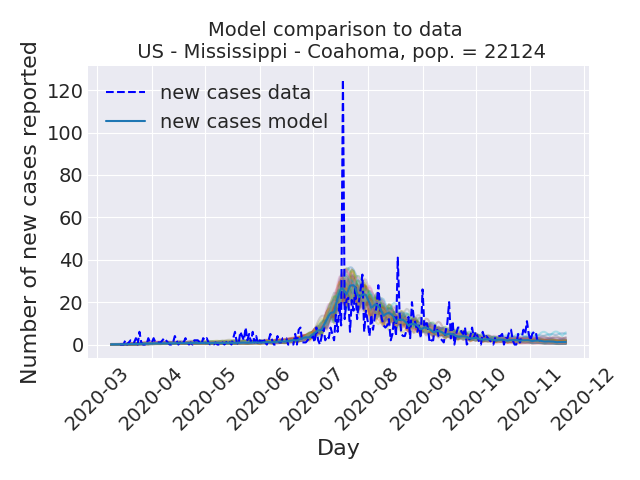 Model comparison to data
US - Mississippi - Coahoma, pop. = 22124
Number of new cases reported
120
100
80
60
40
20
0
new cases data
new cases model
2020-03
2020-04
2020-05
2020-06
2020-07
2020-08
2020-09
2020-10
2020-11
2020-12
Day